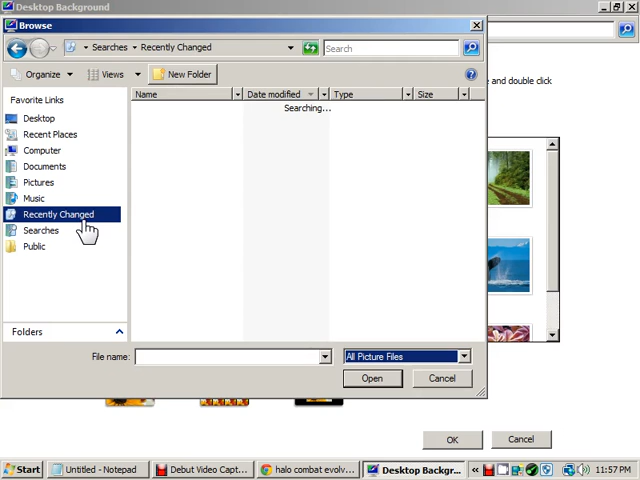 Desktop Background
Browse
Searches Recently Changed Search
Organize Views New Folder
and double click
Favorite Links
Name Date modified Type Size
Searching...
Desktop
Recent Places
Computer
Documents
Pictures
Music
Recently Changed
Searches
Public
Folders
File name: All Picture Files
Open Cancel
OK Cancel
Start Untitled - Notepad Debut Video Capt... halo combat evolv... Desktop Backgr... 11:57 PM